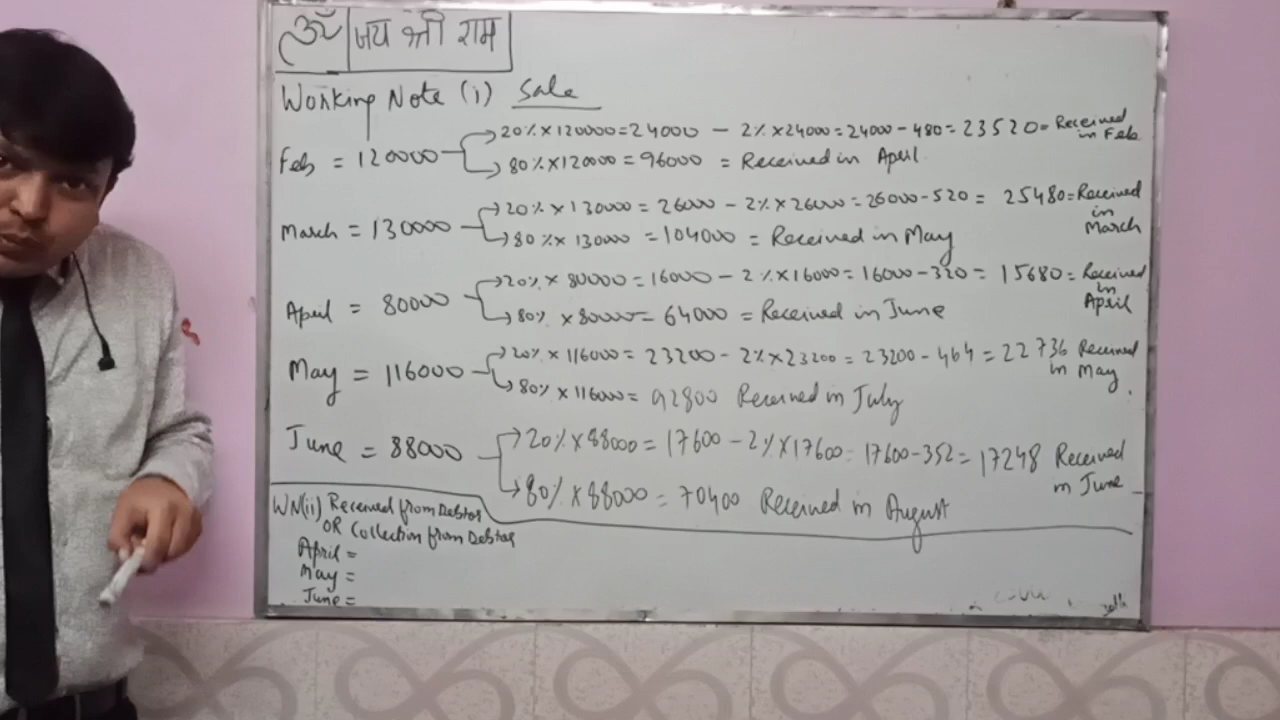 ॐ जय श्री राम
Working Note (i) Sale
20% X 120000 = 24000 - 2% X 24000 = 24000 - 480 = 23520 = Received in Feb
Feb = 120000
80% X 120000 = 96000 = Received in April
20% X 130000 = 26000 - 2% X 26000 = 26000 - 520 = 25480 = Received in March
March = 130000
80% X 130000 = 104000 = Received in May
20% X 80000 = 16000 - 2% X 16000 = 16000 - 320 = 15680 = Received in April
April = 80000
80% X 80000 = 64000 = Received in June
20% X 116000 = 23200 - 2% X 23200 = 23200 - 464 = 22736 Received in May
May = 116000
80% X 116000 = 92800 Received in July
20% X 88000 = 17600 - 2% X 17600 = 17600 - 352 = 17248 Received in June
June = 88000
80% X 88000 = 70400 Received in August
WN(ii) Received from Debtor
OR Collection from Debtor
April =
May =
June =